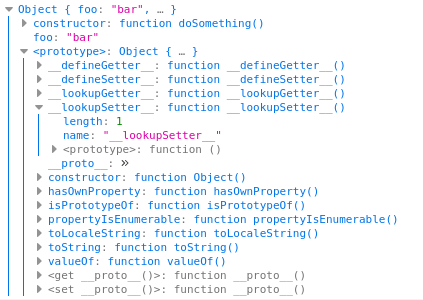 Object { foo: "bar", … }
constructor: function doSomething()
foo: "bar"
<prototype>: Object { … }
__defineGetter__: function __defineGetter__()
__defineSetter__: function __defineSetter__()
__lookupGetter__: function __lookupGetter__()
__lookupSetter__: function __lookupSetter__()
length: 1
name: "__lookupSetter__"
<prototype>: function ()
__proto__: »
constructor: function Object()
hasOwnProperty: function hasOwnProperty()
isPrototypeOf: function isPrototypeOf()
propertyIsEnumerable: function propertyIsEnumerable()
toLocaleString: function toLocaleString()
toString: function toString()
valueOf: function valueOf()
<get __proto__()>: function __proto__()
<set __proto__()>: function __proto__()